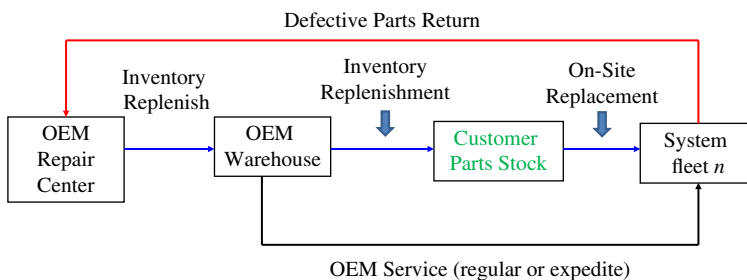 Defective Parts Return
Inventory
Replenish
Inventory
Replenishment
On-Site
Replacement
OEM
Repair
Center
OEM
Warehouse
Customer
Parts Stock
System
fleet n
OEM Service (regular or expedite)